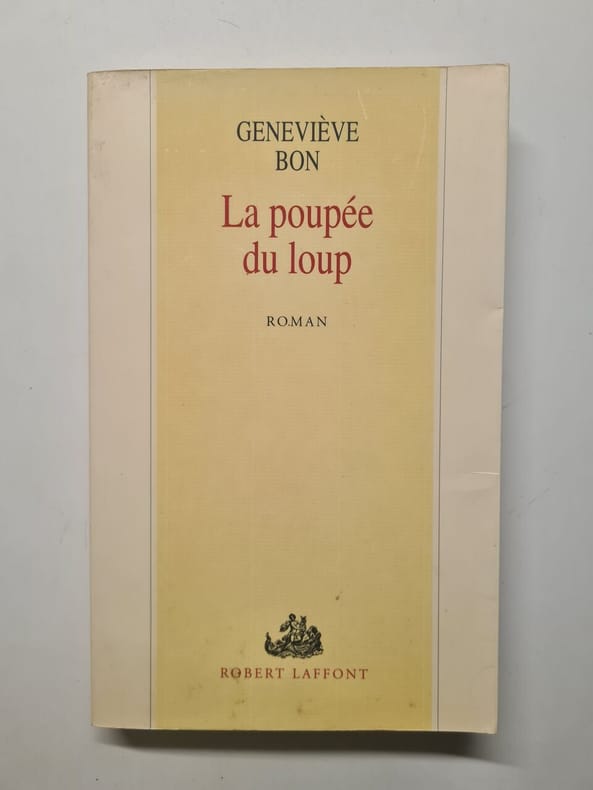 GENEVIÈVE
BON
La poupée
du loup
ROMAN
ROBERT LAFFONT